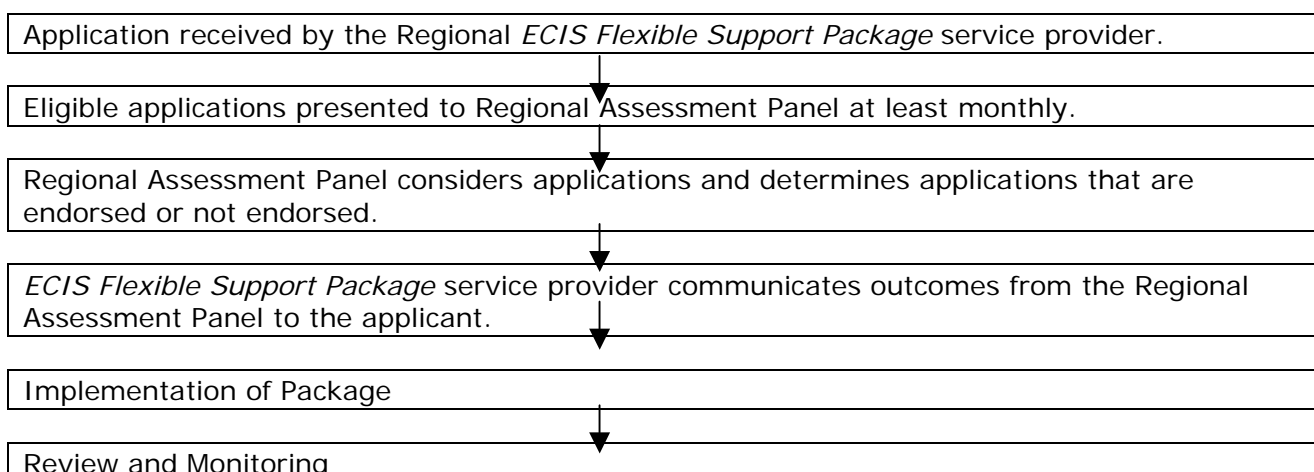 Application received by the Regional ECIS Flexible Support Package service provider.
Eligible applications presented to Regional Assessment Panel at least monthly.
Regional Assessment Panel considers applications and determines applications that are
endorsed or not endorsed.
ECIS Flexible Support Package service provider communicates outcomes from the Regional
Assessment Panel to the applicant.
Implementation of Package
Review and Monitoring